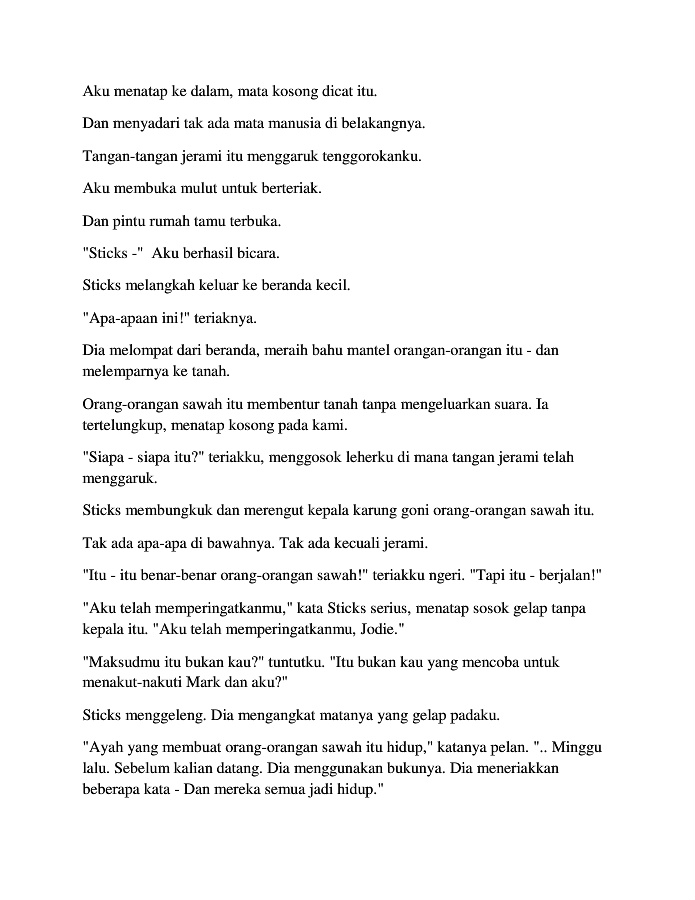 Aku menatap ke dalam, mata kosong dicat itu.
Dan menyadari tak ada mata manusia di belakangnya.
Tangan-tangan jerami itu menggaruk tenggorokanku.
Aku membuka mulut untuk berteriak.
Dan pintu rumah tamu terbuka.
"Sticks -"  Aku berhasil bicara.
Sticks melangkah keluar ke beranda kecil.
"Apa-apaan ini!" teriaknya.
Dia melompat dari beranda, meraih bahu mantel orangan-orangan itu - dan
melemparnya ke tanah.
Orang-orangan sawah itu membentur tanah tanpa mengeluarkan suara. Ia
tertelungkup, menatap kosong pada kami.
"Siapa - siapa itu?" teriakku, menggosok leherku di mana tangan jerami telah
menggaruk.
Sticks membungkuk dan merengut kepala karung goni orang-orangan sawah itu.
Tak ada apa-apa di bawahnya. Tak ada kecuali jerami.
"Itu - itu benar-benar orang-orangan sawah!" teriakku ngeri. "Tapi itu - berjalan!"
"Aku telah memperingatkanmu," kata Sticks serius, menatap sosok gelap tanpa
kepala itu. "Aku telah memperingatkanmu, Jodie."
"Maksudmu itu bukan kau?" tuntutku. "Itu bukan kau yang mencoba untuk
menakut-nakuti Mark dan aku?"
Sticks menggeleng. Dia mengangkat matanya yang gelap padaku.
"Ayah yang membuat orang-orangan sawah itu hidup," katanya pelan. ".. Minggu
lalu. Sebelum kalian datang. Dia menggunakan bukunya. Dia meneriakkan
beberapa kata - Dan mereka semua jadi hidup."